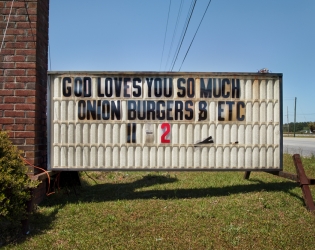 GOD LOVES YOU SO MUCH
ONION BURGERS & ETC
11-2